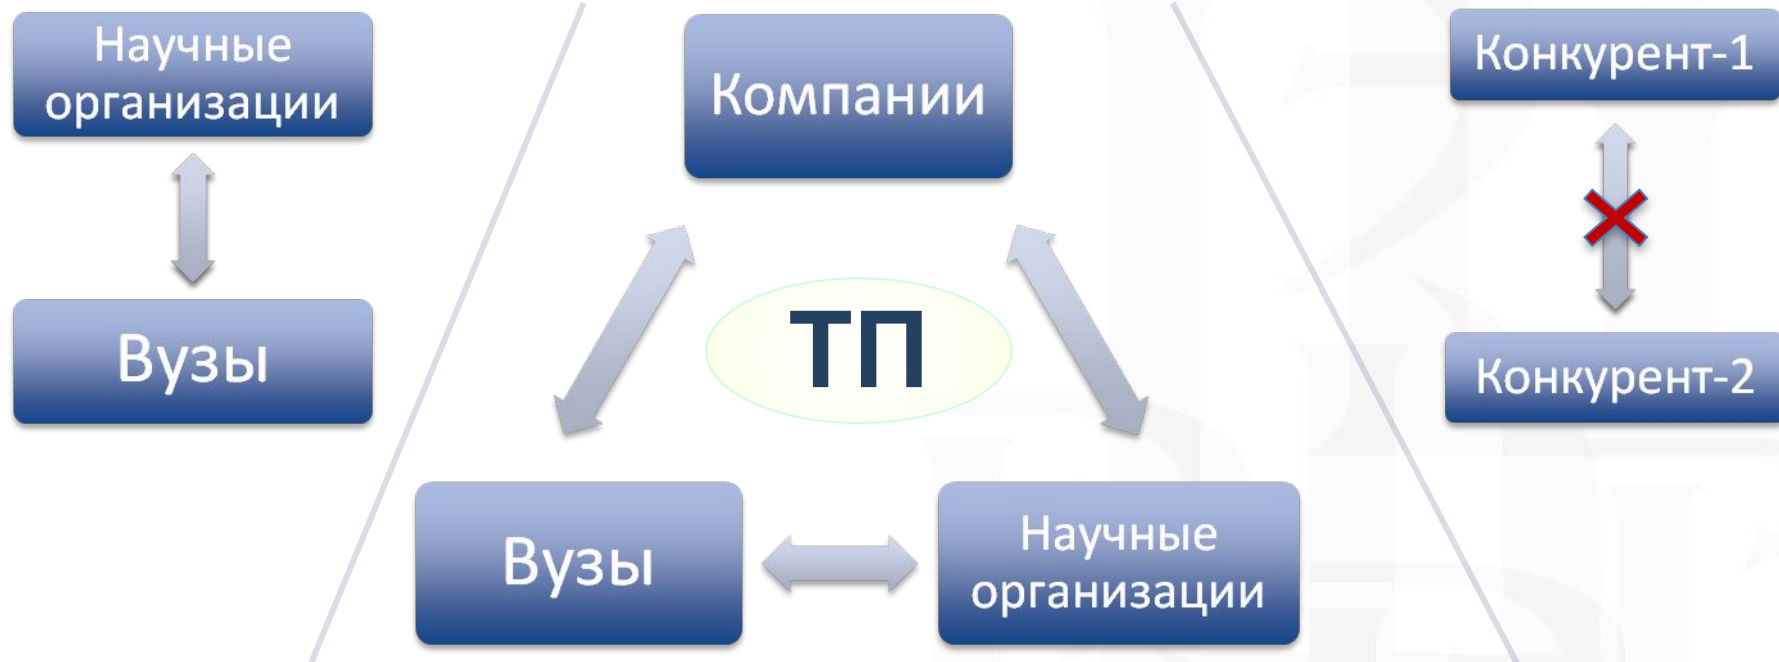 Научные
организации
Вузы
Компании
ТП
Вузы
Научные
организации
Конкурент-1
Конкурент-2